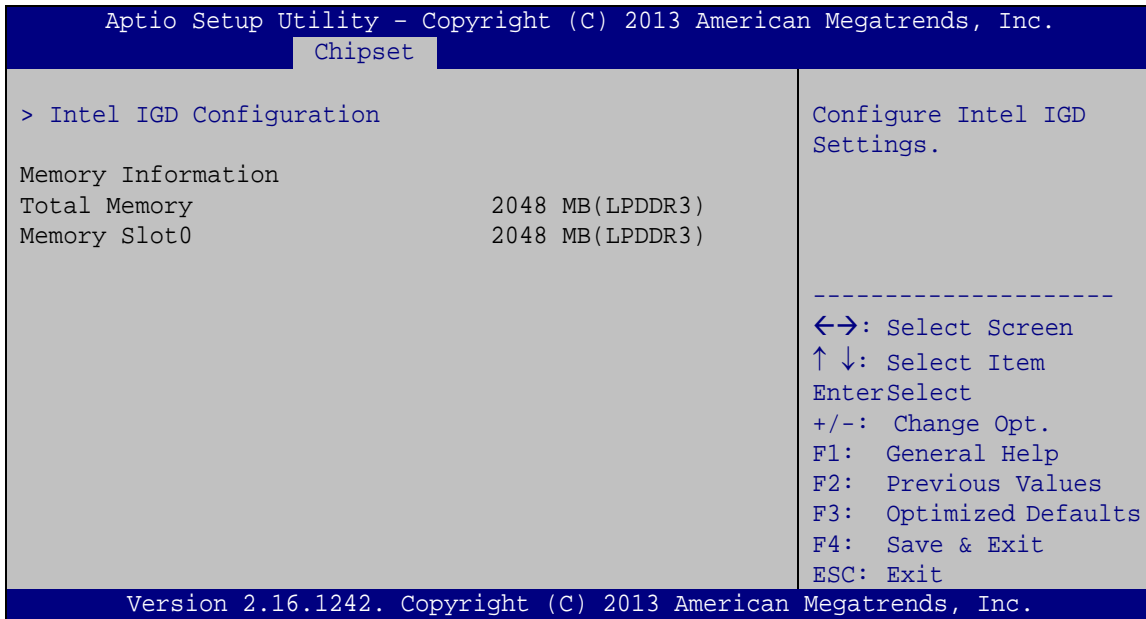 Aptio Setup Utility – Copyright (C) 2013 American Megatrends, Inc.
Chipset
> Intel IGD Configuration
Memory Information
Total Memory 2048 MB(LPDDR3)
Memory Slot0 2048 MB(LPDDR3)
Configure Intel IGD
Settings.
---------------------
←→: Select Screen
↑ ↓: Select Item
EnterSelect
+/-: Change Opt.
F1: General Help
F2: Previous Values
F3: Optimized Defaults
F4: Save & Exit
ESC: Exit
Version 2.16.1242. Copyright (C) 2013 American Megatrends, Inc.